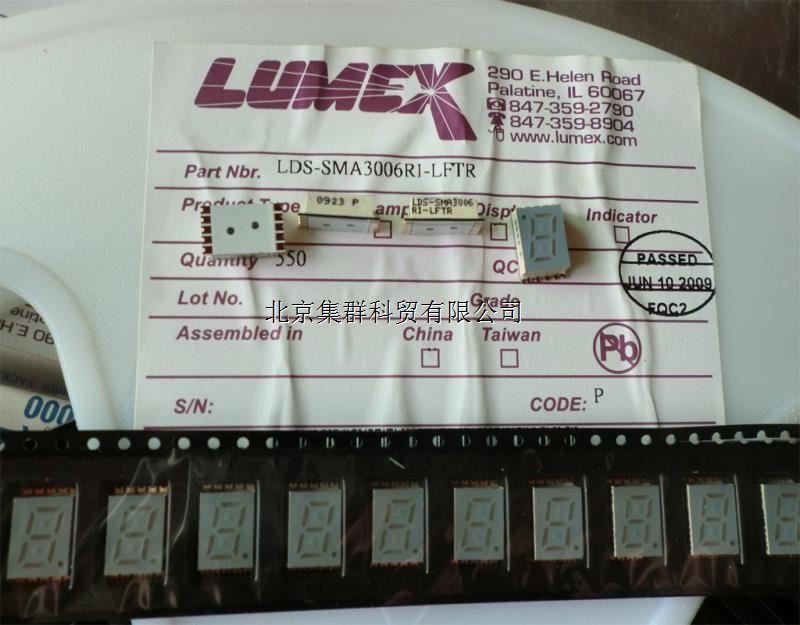 LUMEX
290 E.Helen Road
Palatine, IL 60067
847-359-2790
847-359-8904
www.lumex.com
Part Nbr. LDS-SMA3006RI-LFTR
Product Type
Indicator
0923 P
LDS-SMA3006
RI-LFTR
Quantity 550
QC
PASSED
JUN 10 2009
FQC2
Lot No.
Grade
北京集群科贸有限公司
Assembled in China Taiwan
Pb
S/N:
CODE: P
000